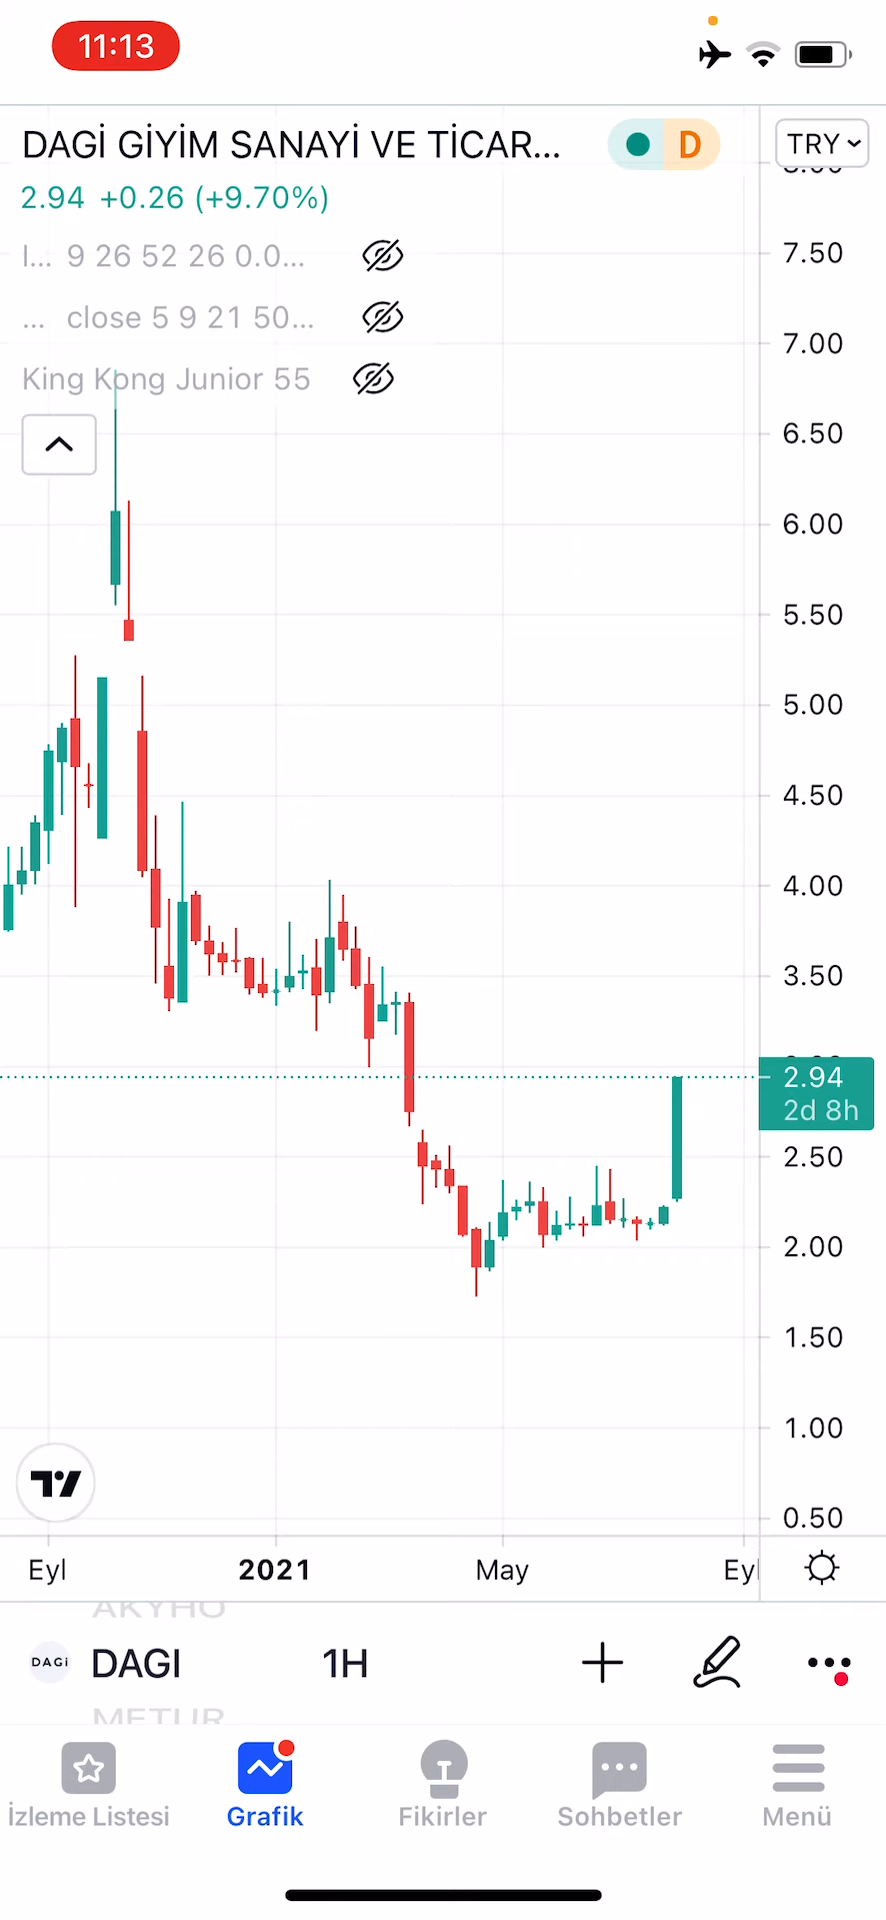 11:13
DAGİ GİYİM SANAYİ VE TİCAR...
D
TRY
2.94 +0.26 (+9.70%)
I... 9 26 52 26 0.0...
... close 5 9 21 50...
King Kong Junior 55
7.50
7.00
6.50
6.00
5.50
5.00
4.50
4.00
3.50
2.94
2d 8h
2.50
2.00
1.50
1.00
0.50
Eyl 2021 May Eyl
AKYHO
DAGi DAGI 1H
METUR
İzleme Listesi Grafik Fikirler Sohbetler Menü